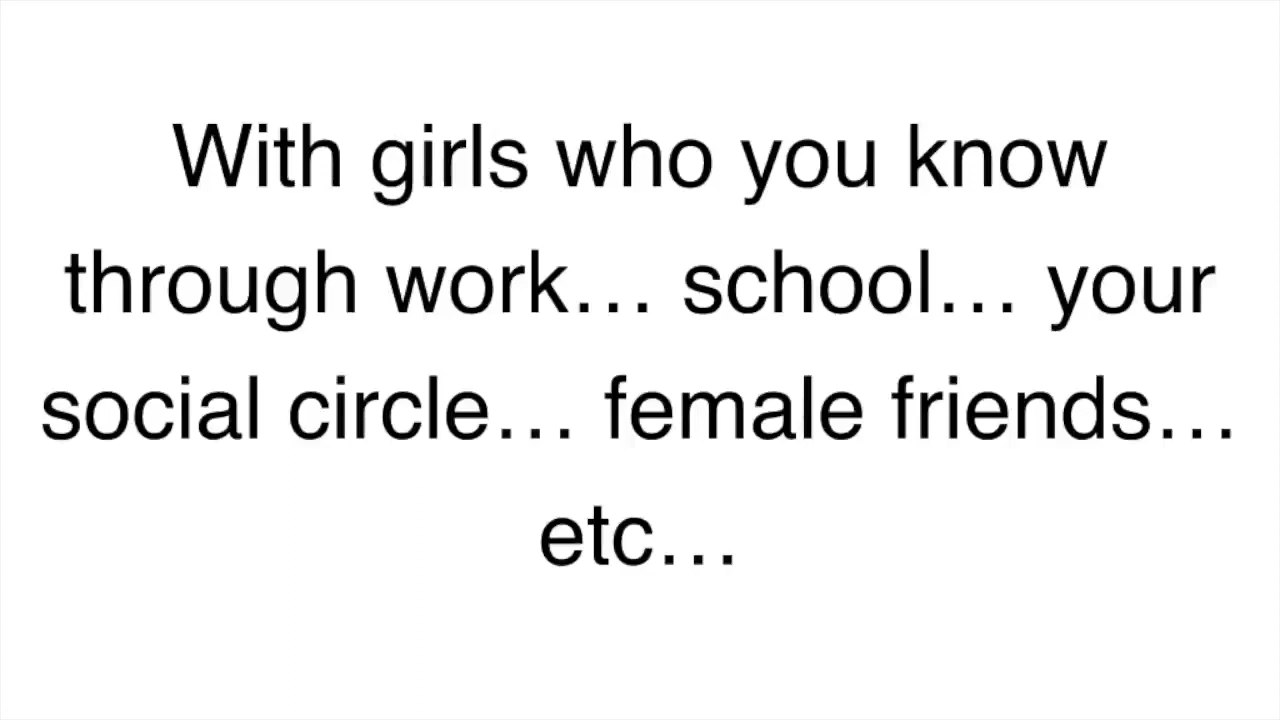 With girls who you know
through work… school… your
social circle… female friends…
etc…